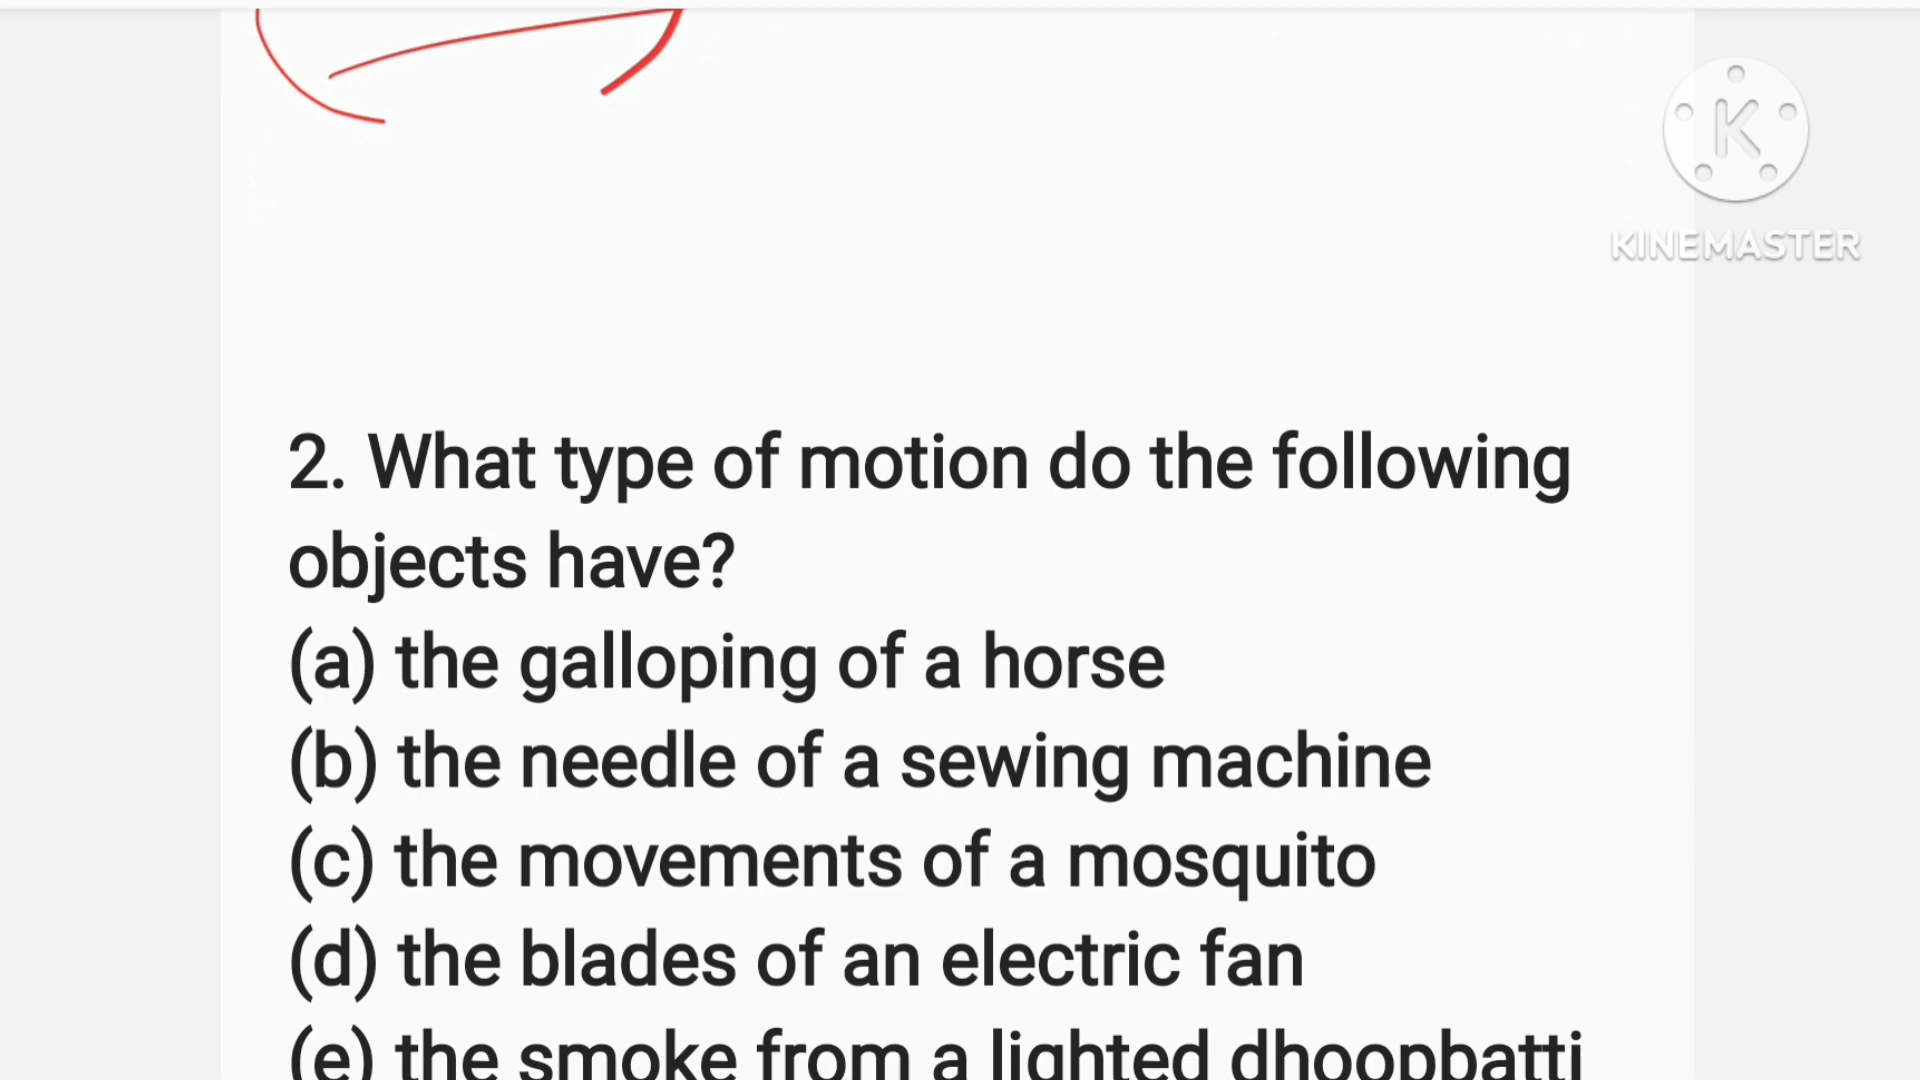 K
KINEMASTER
2. What type of motion do the following
objects have?
(a) the galloping of a horse
(b) the needle of a sewing machine
(c) the movements of a mosquito
(d) the blades of an electric fan
(e) the smoke from a lighted dhoopbatti